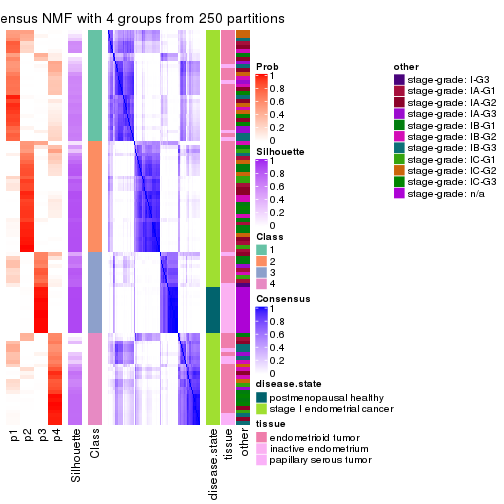 ensus NMF with 4 groups from 250 partitions
Prob
1
0.8
0.6
0.4
0.2
0
Silhouette
1
0.8
0.6
0.4
0.2
0
Class
1
2
3
4
Consensus
1
0.8
0.6
0.4
0.2
0
disease.state
postmenopausal healthy
stage I endometrial cancer
tissue
endometrioid tumor
inactive endometrium
papillary serous tumor
other
stage-grade: I-G3
stage-grade: IA-G1
stage-grade: IA-G2
stage-grade: IA-G3
stage-grade: IB-G1
stage-grade: IB-G2
stage-grade: IB-G3
stage-grade: IC-G1
stage-grade: IC-G2
stage-grade: IC-G3
stage-grade: n/a
p1
p2
p3
p4
Silhouette
Class
disease.state
tissue
other